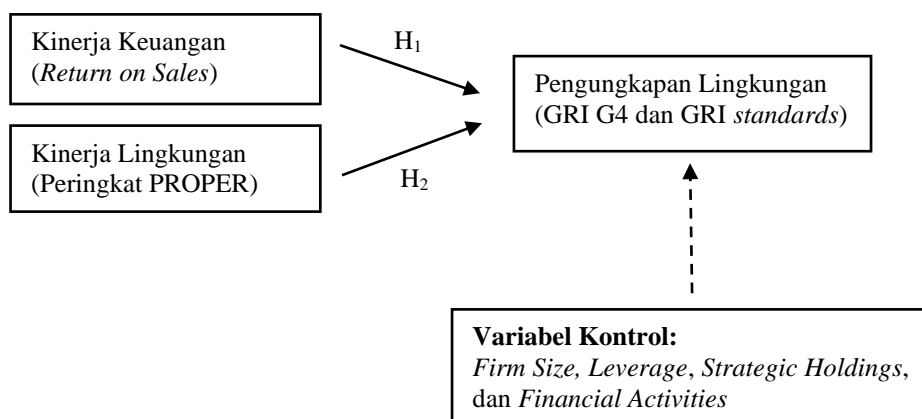 Kinerja Keuangan
(Return on Sales)
H1
Pengungkapan Lingkungan
(GRI G4 dan GRI standards)
Kinerja Lingkungan
(Peringkat PROPER)
H2
Variabel Kontrol:
Firm Size, Leverage, Strategic Holdings,
dan Financial Activities